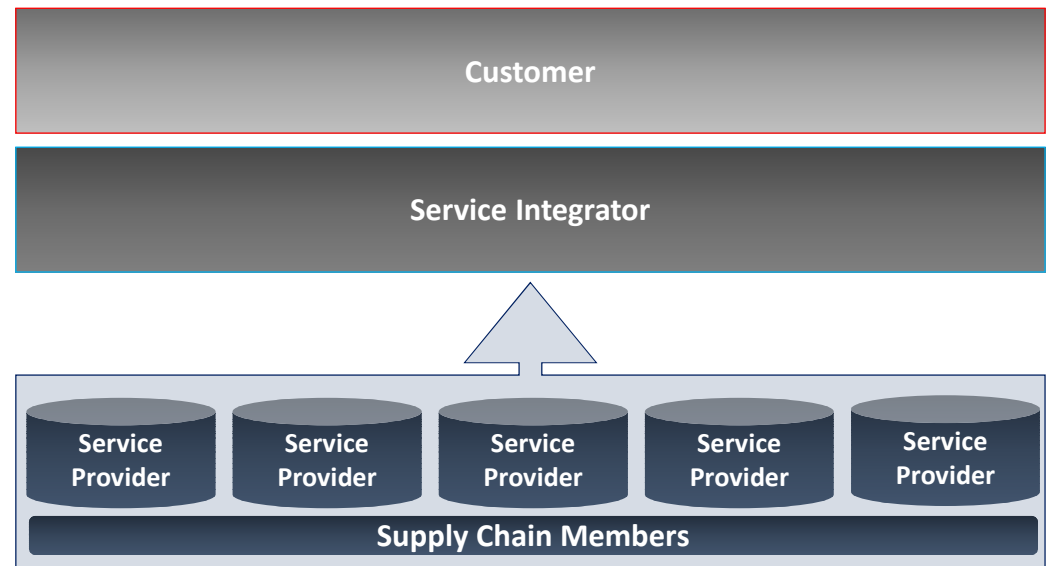 Customer
Service Integrator
Service
Provider
Service
Provider
Service
Provider
Service
Provider
Service
Provider
Supply Chain Members